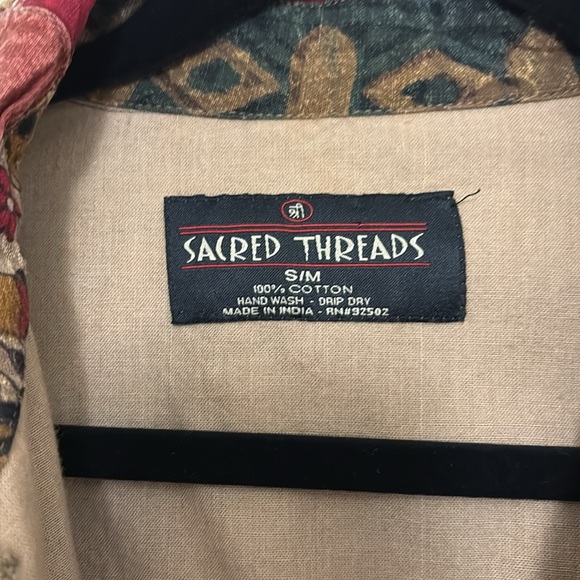 श्री
SACRED THREADS
S/M
100% COTTON
HAND WASH - DRIP DRY
MADE IN INDIA - RN#92502